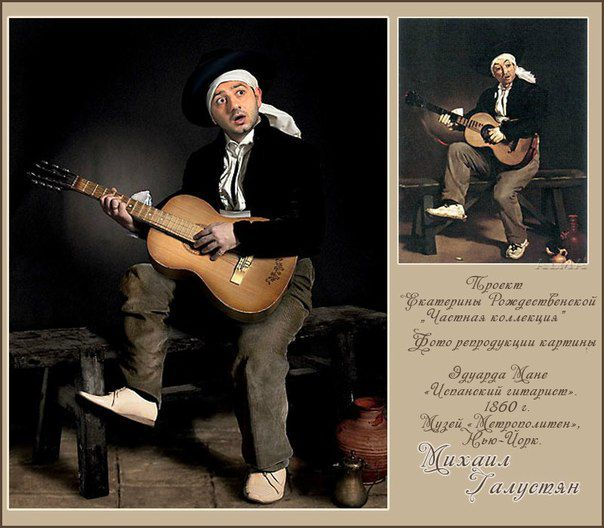 Проект
Екатерины Рождественской
„Частная коллекция"
Фото репродукции картины
Эдуарда Мане
«Испанский гитарист».
1860 г.
Музей «Метрополитен»,
Нью-Йорк.
Михаил
Галустян